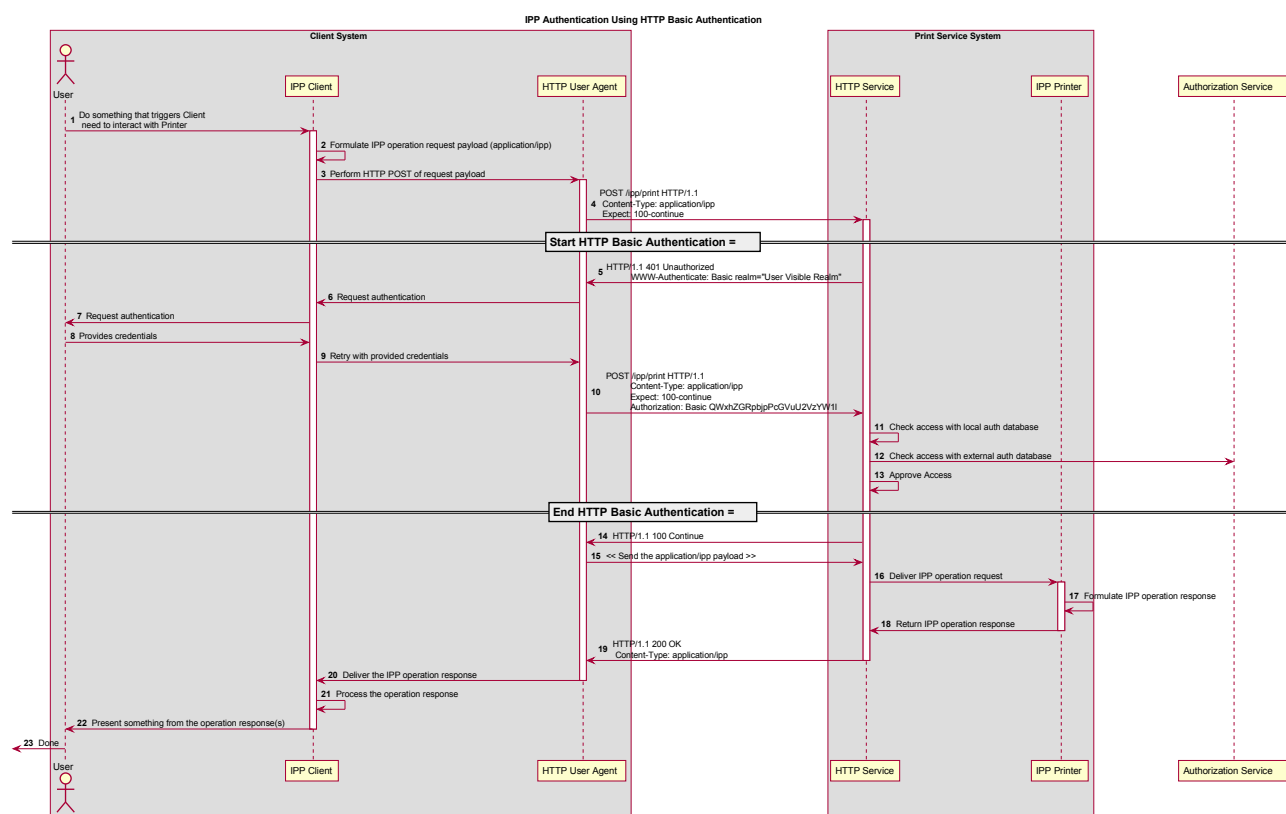 IPP Authentication Using HTTP Basic Authentication
Client System
Print Service System
User
IPP Client
HTTP User Agent
HTTP Service
IPP Printer
Authorization Service
1 Do something that triggers Client
need to interact with Printer
2 Formulate IPP operation request payload (application/ipp)
3 Perform HTTP POST of request payload
POST /ipp/print HTTP/1.1
4 Content-Type: application/ipp
Expect: 100-continue
Start HTTP Basic Authentication =
5 HTTP/1.1 401 Unauthorized
WWW-Authenticate: Basic realm="User Visible Realm"
6 Request authentication
7 Request authentication
8 Provides credentials
9 Retry with provided credentials
POST /ipp/print HTTP/1.1
Content-Type: application/ipp
10 Expect: 100-continue
Authorization: Basic QWxhZGRpbjpPcGVuU2VzYW1l
11 Check access with local auth database
12 Check access with external auth database
13 Approve Access
End HTTP Basic Authentication =
14 HTTP/1.1 100 Continue
15 << Send the application/ipp payload >>
16 Deliver IPP operation request
17 Formulate IPP operation response
18 Return IPP operation response
19 HTTP/1.1 200 OK
Content-Type: application/ipp
20 Deliver the IPP operation response
21 Process the operation response
22 Present something from the operation response(s)
23 Done
User
IPP Client
HTTP User Agent
HTTP Service
IPP Printer
Authorization Service